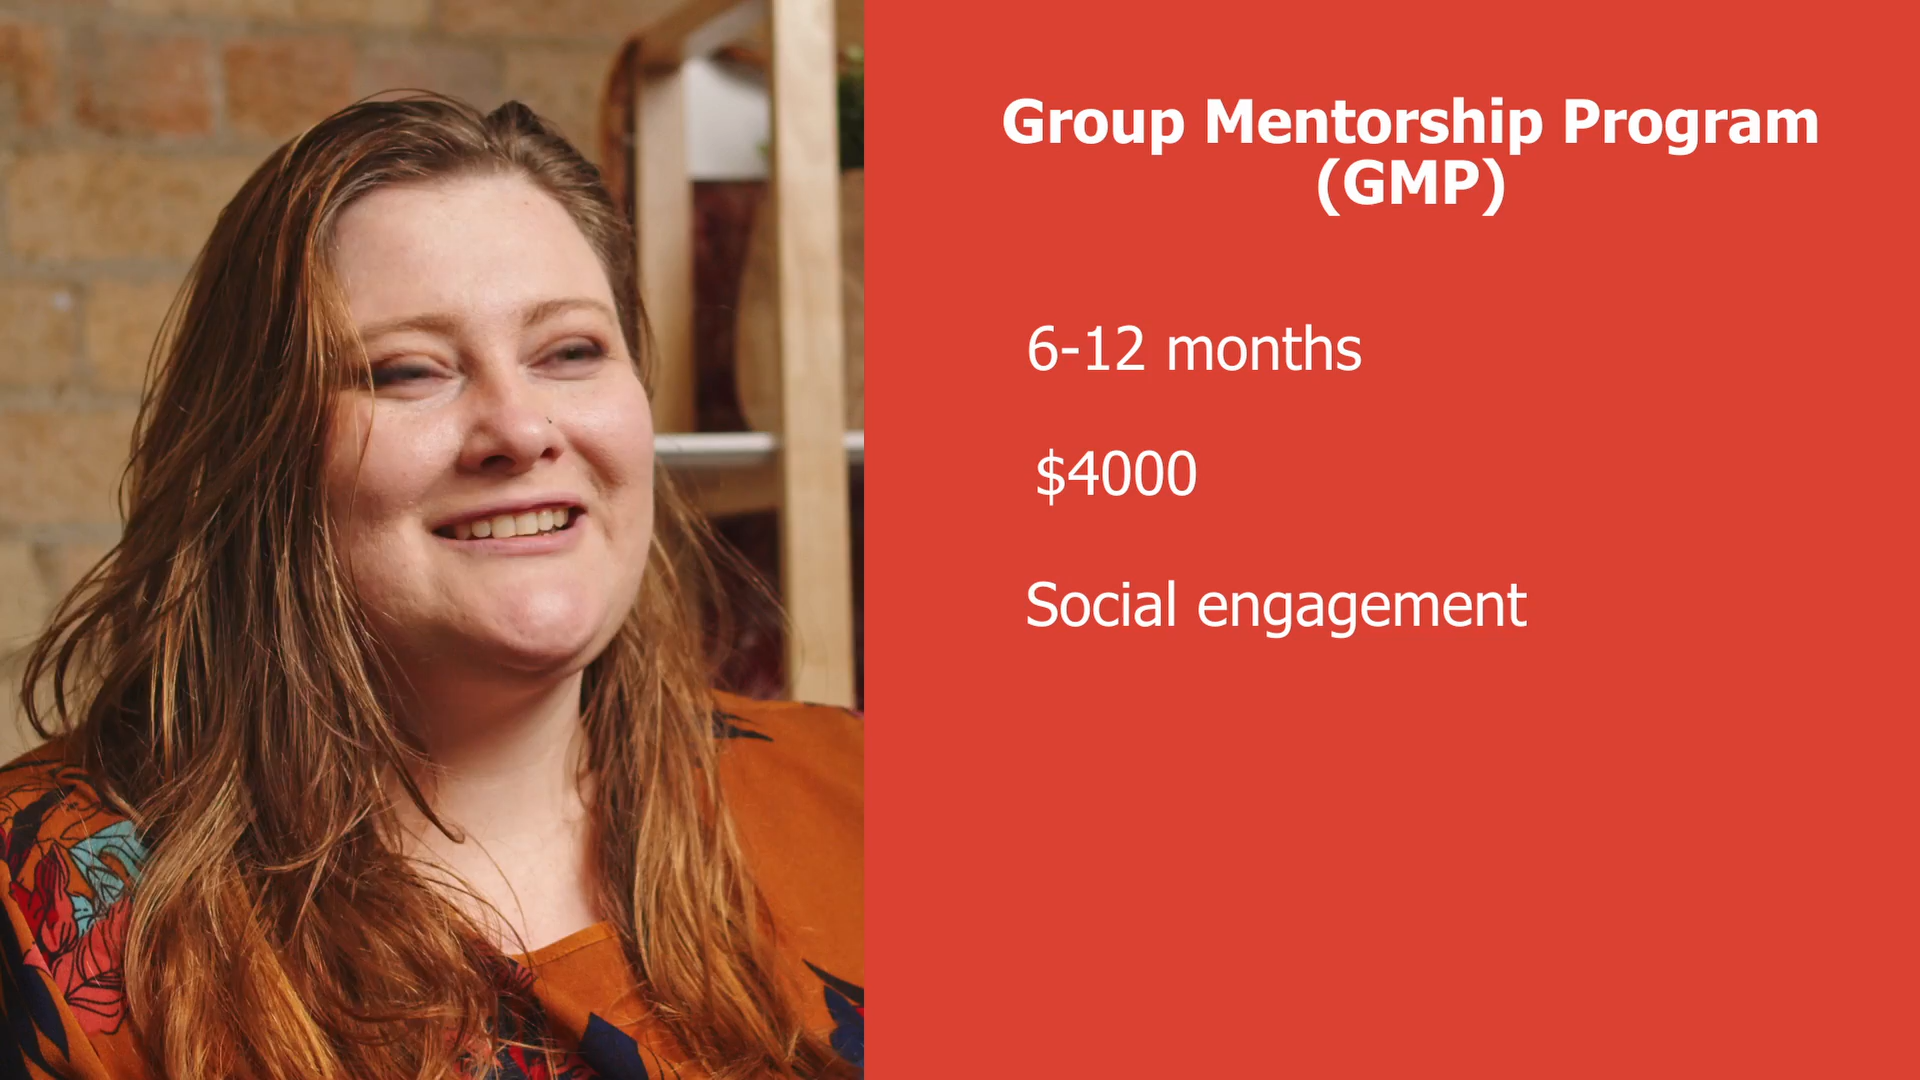 Group Mentorship Program
(GMP)
6-12 months
$4000
Social engagement